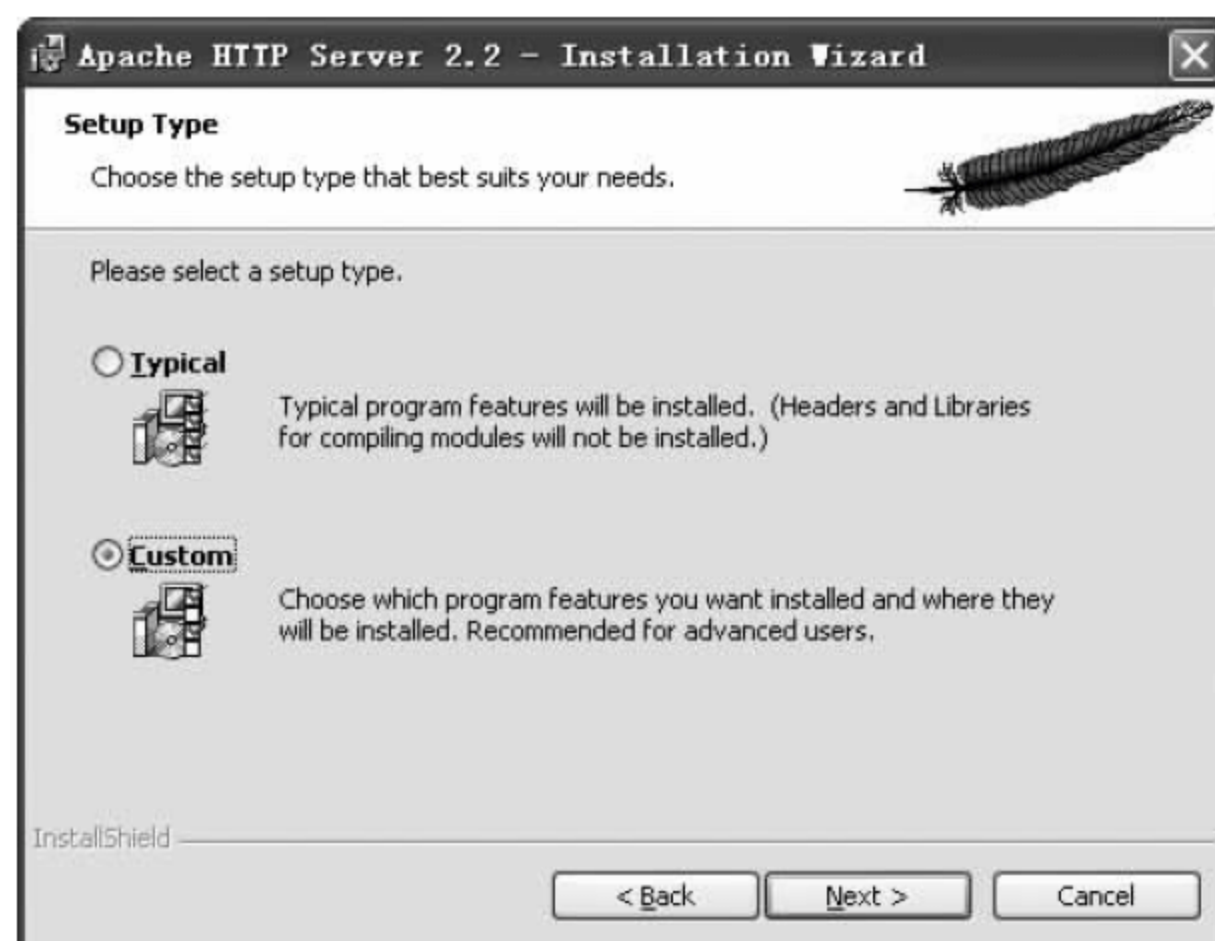 Apache HTTP Server 2.2 - Installation Wizard
Setup Type
Choose the setup type that best suits your needs.
Please select a setup type.
Typical
Typical program features will be installed. (Headers and Libraries
for compiling modules will not be installed.)
Custom
Choose which program features you want installed and where they
will be installed. Recommended for advanced users.
InstallShield
< Back
Next >
Cancel